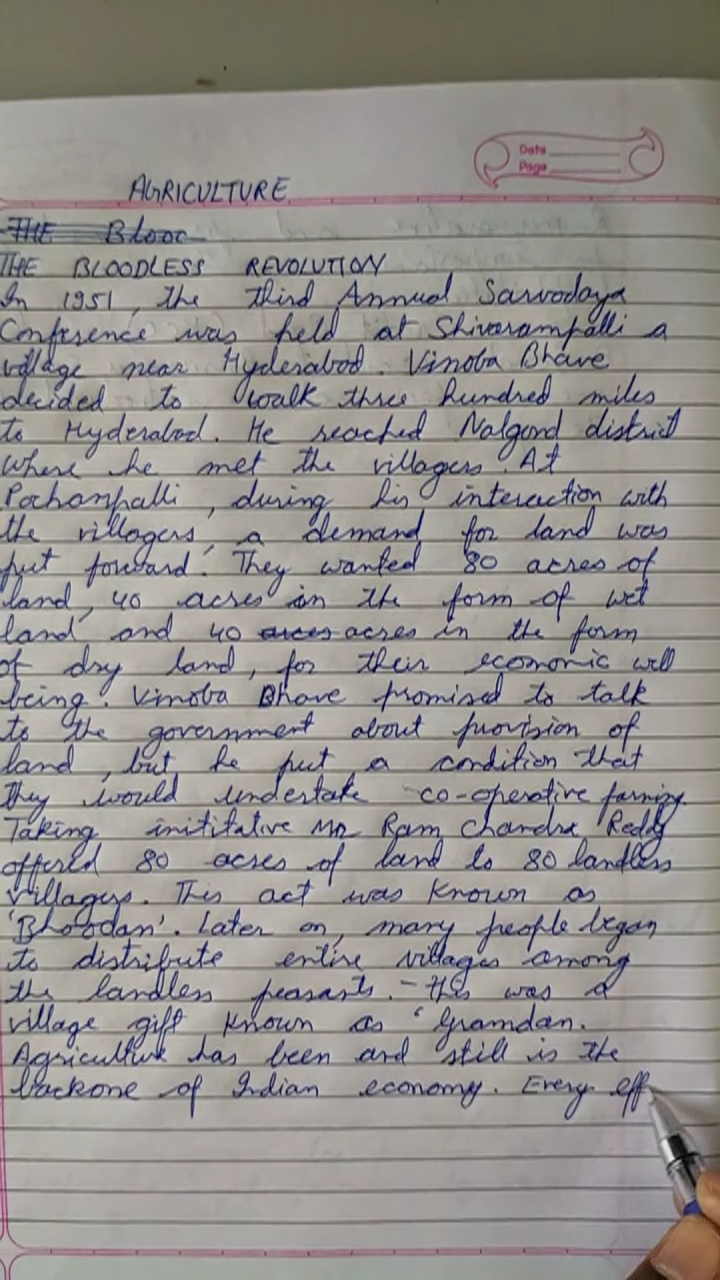 Date
Page
AGRICULTURE
THE Blooc
THE BLOODLESS REVOLUTION
In 1951, the third Annual Sarvodaya
Conference was held at Shivarampalli a
village near Hyderabad. Vinoba Bhave
decided to walk three hundred miles
to Hyderabad. He reached Nalgond district
where he met the villagers. At
Pochampalli, during his interaction with
the villagers, a demand for land was
put forward. They wanted 80 acres of
land, 40 acres in the form of wet
land and 40 acres acres in the form
of dry land, for their economic well
being. Vinoba Bhave promised to talk
to the government about provision of
land, but he put a condition that
they would undertake co-operative farming.
Taking inititative Mr Ram Chandra Reddy
offered 80 acres of land to 80 landless
villagers. This act was known as
'Bhoodan'. Later on, many people began
to distribute entire villages among
the landless peasants. - this was a
village gift known as 'Gramdan.
Agriculture has been and still is the
backone of Indian economy. Every eff